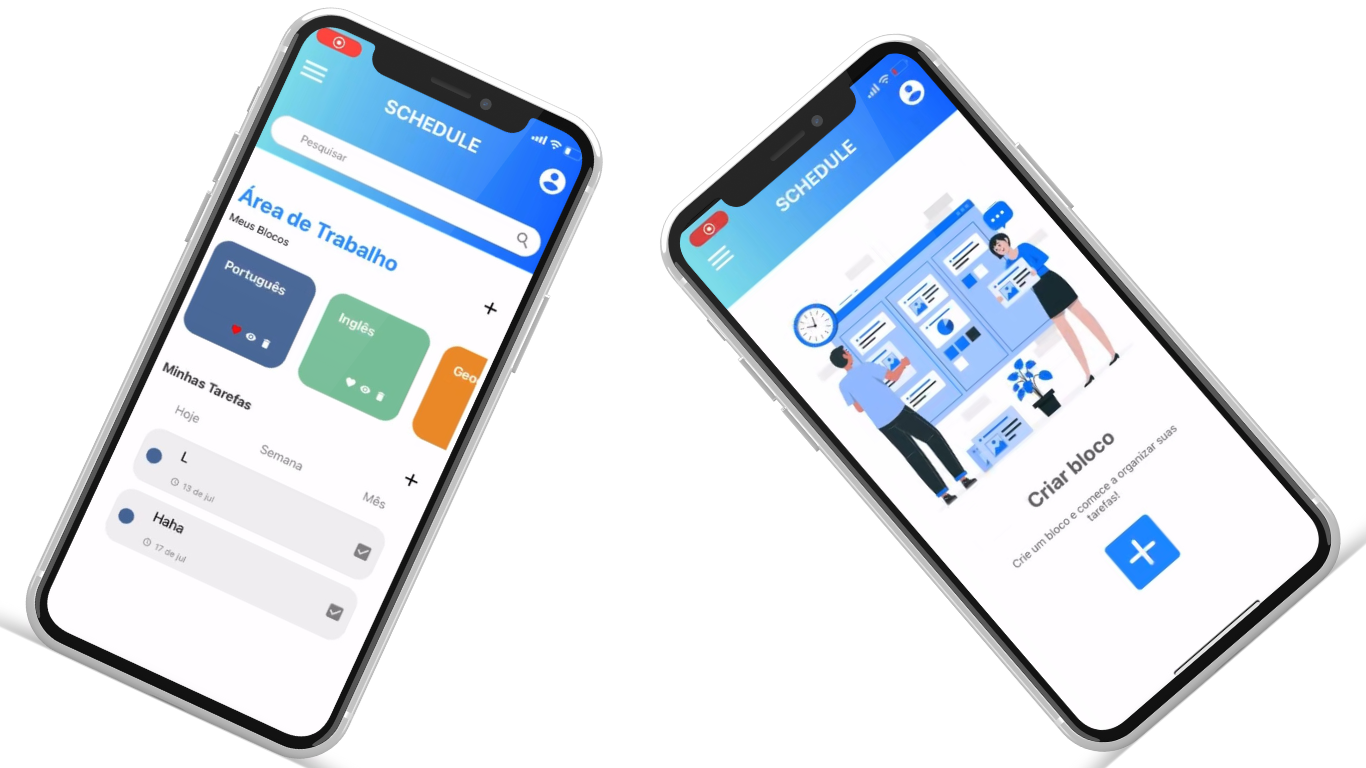 SCHEDULE
Pesquisar
Área de Trabalho
Meus Blocos
Português
Inglês
Geo
Minhas Tarefas
Hoje
Semana
Mês
L
13 de jul
Haha
17 de jul
SCHEDULE
Criar bloco
Crie um bloco e comece a organizar suas
tarefas!